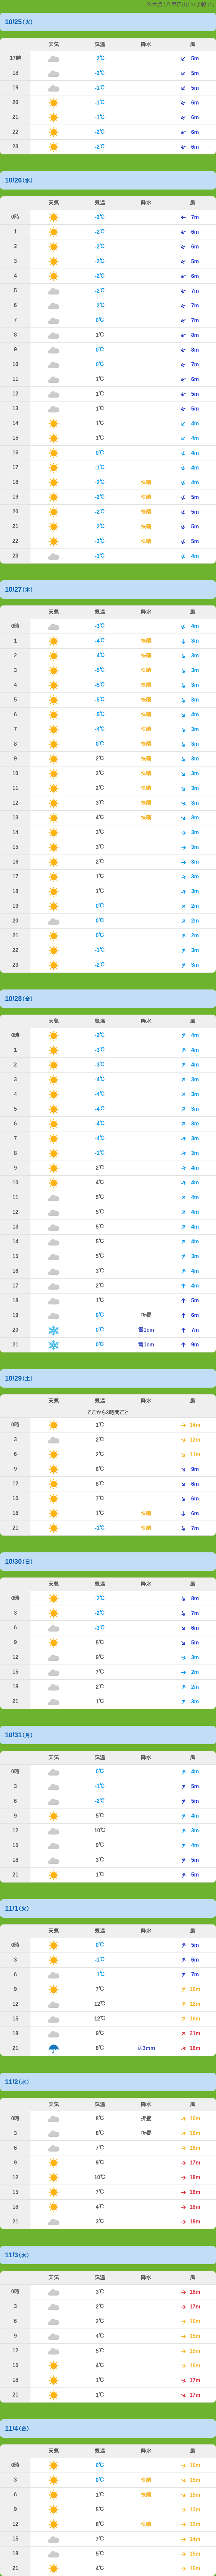 ※大岳(八甲田山)の予報です
10/25(火)
天気 気温 降水 風
17時 -2℃ 5m
18 -2℃ 5m
19 -1℃ 5m
20 -1℃ 6m
21 -1℃ 6m
22 -2℃ 6m
23 -2℃ 6m
10/26(水)
天気 気温 降水 風
0時 -2℃ 7m
1 -2℃ 6m
2 -2℃ 6m
3 -2℃ 5m
4 -2℃ 6m
5 -2℃ 7m
6 -2℃ 7m
7 0℃ 7m
8 1℃ 8m
9 0℃ 8m
10 0℃ 7m
11 1℃ 6m
12 1℃ 5m
13 1℃ 5m
14 1℃ 4m
15 1℃ 4m
16 0℃ 4m
17 -1℃ 4m
18 -2℃ 快晴 4m
19 -2℃ 快晴 5m
20 -2℃ 快晴 5m
21 -2℃ 快晴 5m
22 -3℃ 快晴 5m
23 -3℃ 4m
10/27(木)
天気 気温 降水 風
0時 -3℃ 4m
1 -4℃ 快晴 3m
2 -4℃ 快晴 3m
3 -5℃ 快晴 3m
4 -5℃ 快晴 3m
5 -5℃ 快晴 3m
6 -5℃ 快晴 4m
7 -4℃ 快晴 3m
8 0℃ 快晴 3m
9 2℃ 快晴 3m
10 2℃ 快晴 3m
11 2℃ 快晴 3m
12 3℃ 快晴 3m
13 4℃ 快晴 3m
14 3℃ 3m
15 3℃ 3m
16 2℃ 3m
17 1℃ 3m
18 1℃ 3m
19 0℃ 2m
20 0℃ 2m
21 0℃ 2m
22 -1℃ 3m
23 -2℃ 3m
10/28(金)
天気 気温 降水 風
0時 -2℃ 4m
1 -3℃ 4m
2 -3℃ 4m
3 -4℃ 3m
4 -4℃ 3m
5 -4℃ 3m
6 -4℃ 3m
7 -4℃ 3m
8 -1℃ 3m
9 2℃ 4m
10 4℃ 4m
11 5℃ 4m
12 5℃ 4m
13 5℃ 4m
14 5℃ 4m
15 5℃ 3m
16 3℃ 4m
17 2℃ 4m
18 1℃ 5m
19 0℃ 折畳 6m
20 0℃ 雪1cm 7m
21 0℃ 雪1cm 9m
10/29(土)
天気 気温 降水 風
ここから3時間ごと
0時 1℃ 14m
3 2℃ 12m
6 2℃ 11m
9 6℃ 9m
12 8℃ 6m
15 7℃ 6m
18 1℃ 快晴 6m
21 -1℃ 快晴 7m
10/30(日)
天気 気温 降水 風
0時 -2℃ 8m
3 -2℃ 7m
6 -3℃ 6m
9 5℃ 5m
12 9℃ 3m
15 7℃ 2m
18 2℃ 2m
21 1℃ 3m
10/31(月)
天気 気温 降水 風
0時 0℃ 4m
3 -1℃ 5m
6 -2℃ 5m
9 5℃ 4m
12 10℃ 3m
15 9℃ 4m
18 3℃ 5m
21 1℃ 5m
11/1(火)
天気 気温 降水 風
0時 0℃ 5m
3 -1℃ 6m
6 -1℃ 7m
9 7℃ 10m
12 12℃ 12m
15 12℃ 16m
18 9℃ 21m
21 8℃ 雨3mm 18m
11/2(水)
天気 気温 降水 風
0時 8℃ 折畳 16m
3 8℃ 折畳 16m
6 7℃ 16m
9 9℃ 17m
12 10℃ 18m
15 7℃ 18m
18 4℃ 18m
21 3℃ 18m
11/3(木)
天気 気温 降水 風
0時 3℃ 18m
3 2℃ 17m
6 2℃ 16m
9 4℃ 15m
12 5℃ 15m
15 4℃ 16m
18 1℃ 17m
21 1℃ 17m
11/4(金)
天気 気温 降水 風
0時 0℃ 16m
3 0℃ 快晴 15m
6 1℃ 快晴 15m
9 5℃ 13m
12 8℃ 快晴 12m
15 7℃ 14m
18 5℃ 15m
21 4℃ 15m